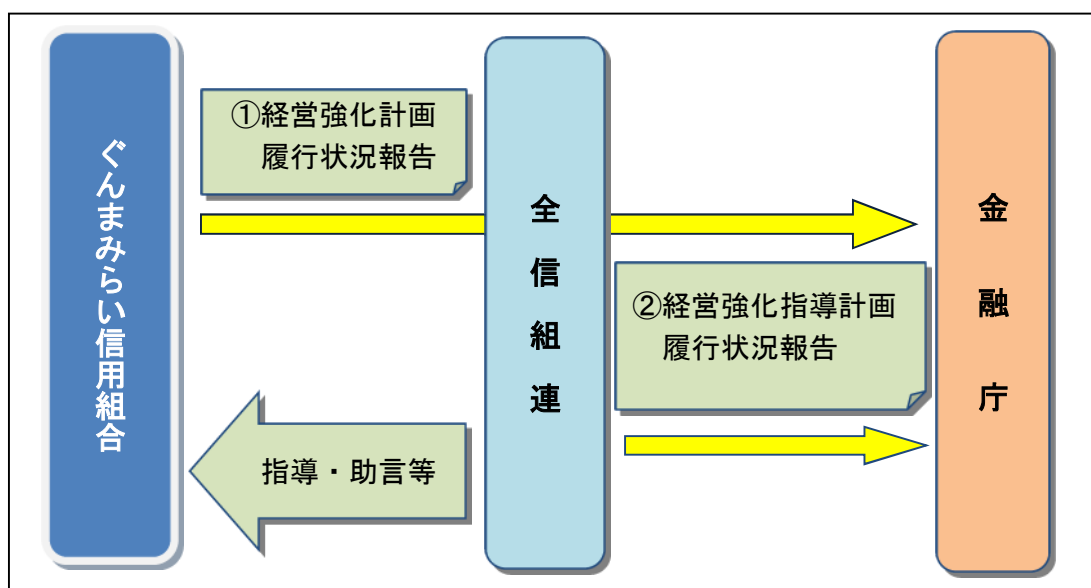 ぐんまみらい信用組合
①経営強化計画
履行状況報告
全信組連
②経営強化指導計画
履行状況報告
指導・助言等
金融庁